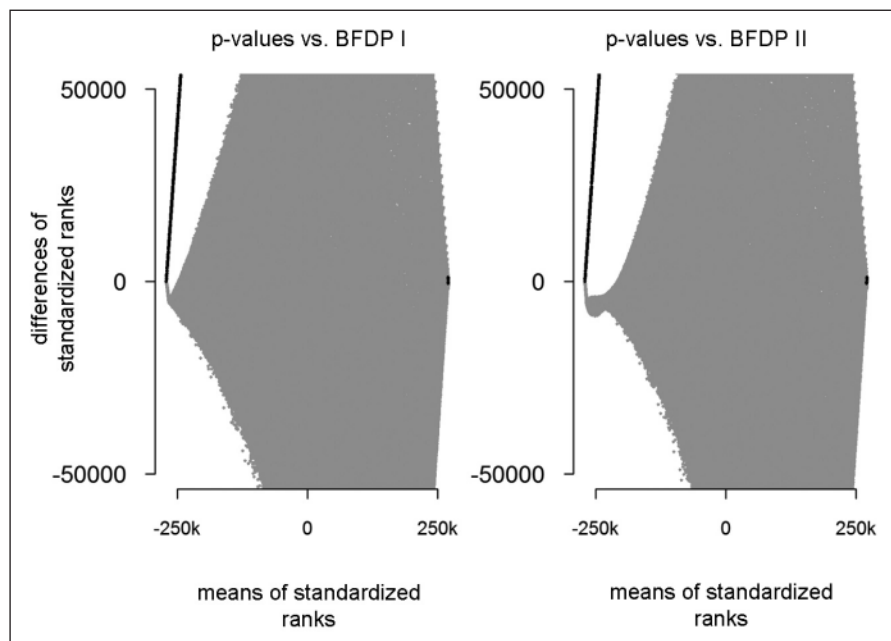 p-values vs. BFDP I
p-values vs. BFDP II
differences of
standardized ranks
50000
0
-50000
-250k
0
250k
means of standardized
ranks
50000
0
-50000
-250k
0
250k
means of standardized
ranks